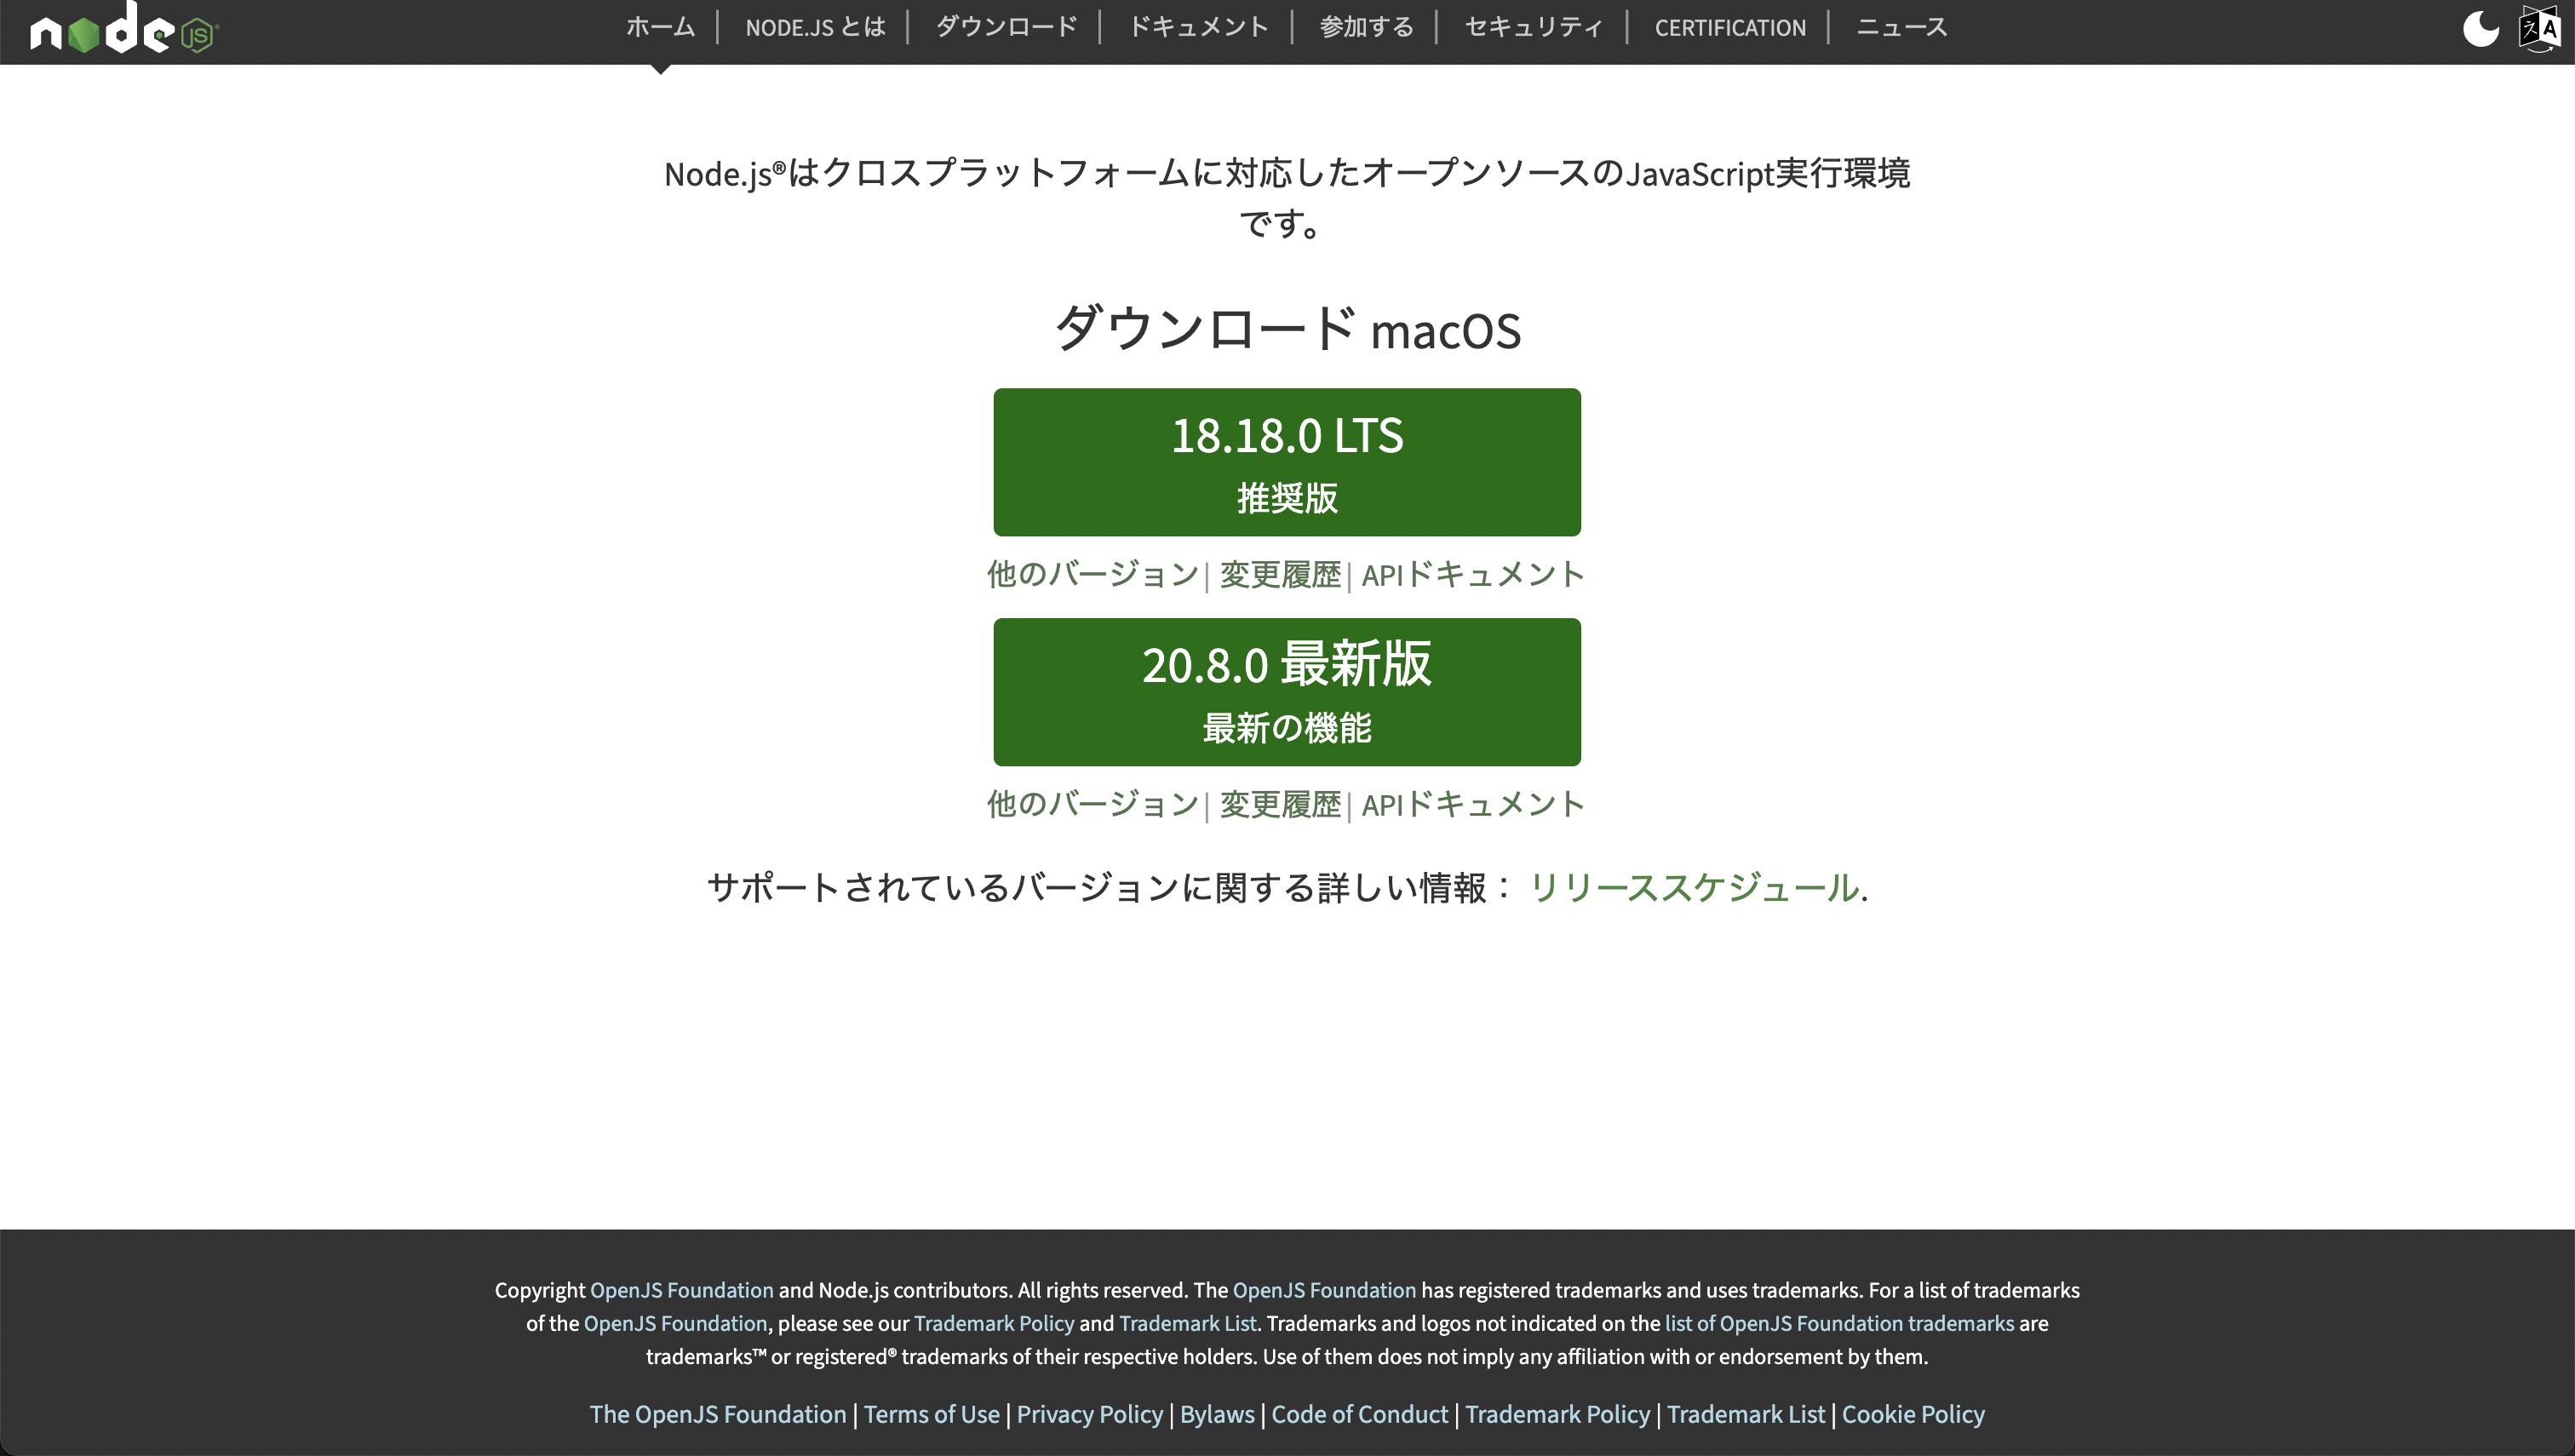 node JS
ホーム | NODE.JS とは | ダウンロード | ドキュメント | 参加する | セキュリティ | CERTIFICATION | ニュース
Node.js®はクロスプラットフォームに対応したオープンソースのJavaScript実行環境
です。
ダウンロード macOS
18.18.0 LTS
推奨版
他のバージョン | 変更履歴 | APIドキュメント
20.8.0 最新版
最新の機能
他のバージョン | 変更履歴 | APIドキュメント
サポートされているバージョンに関する詳しい情報： リリーススケジュール.
Copyright OpenJS Foundation and Node.js contributors. All rights reserved. The OpenJS Foundation has registered trademarks and uses trademarks. For a list of trademarks
of the OpenJS Foundation, please see our Trademark Policy and Trademark List. Trademarks and logos not indicated on the list of OpenJS Foundation trademarks are
trademarks™ or registered® trademarks of their respective holders. Use of them does not imply any affiliation with or endorsement by them.
The OpenJS Foundation | Terms of Use | Privacy Policy | Bylaws | Code of Conduct | Trademark Policy | Trademark List | Cookie Policy